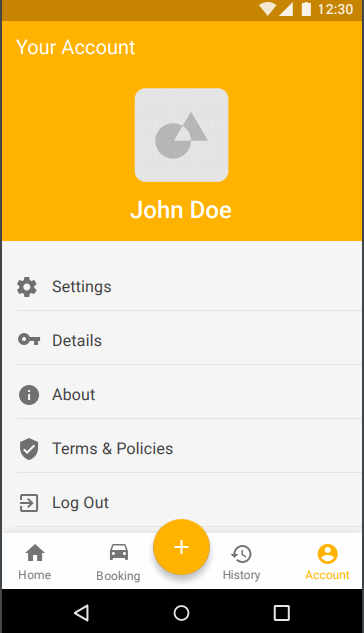 12:30
Your Account
John Doe
Settings
Details
About
Terms & Policies
Log Out
+
Home
Booking
History
Account